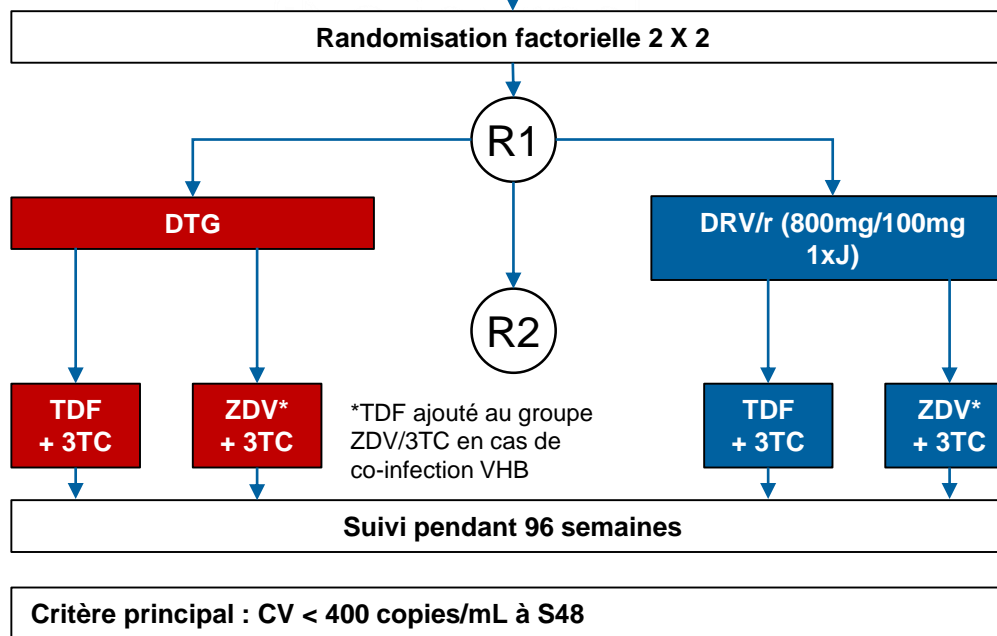 Randomisation factorielle 2 X 2
R1
DTG
DRV/r (800mg/100mg
1xJ)
R2
TDF
+ 3TC
ZDV*
+ 3TC
*TDF ajouté au groupe
ZDV/3TC en cas de
co-infection VHB
TDF
+ 3TC
ZDV*
+ 3TC
Suivi pendant 96 semaines
Critère principal : CV < 400 copies/mL à S48